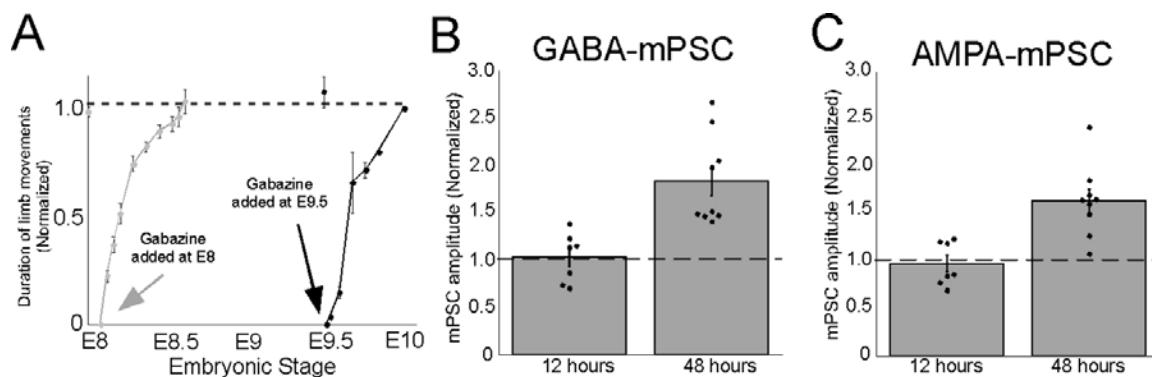 A
Duration of limb movements
(Normalized)
1.0
0.5
0
Gabazine
added at E8
Gabazine
added at E9.5
E8 E8.5 E9 E9.5 E10
Embryonic Stage
B
GABA-mPSC
mPSC amplitude (Normalized)
3.0
2.5
2.0
1.5
1.0
0.5
0
12 hours 48 hours
C
AMPA-mPSC
mPSC amplitude (Normalized)
3.0
2.5
2.0
1.5
1.0
0.5
0
12 hours 48 hours